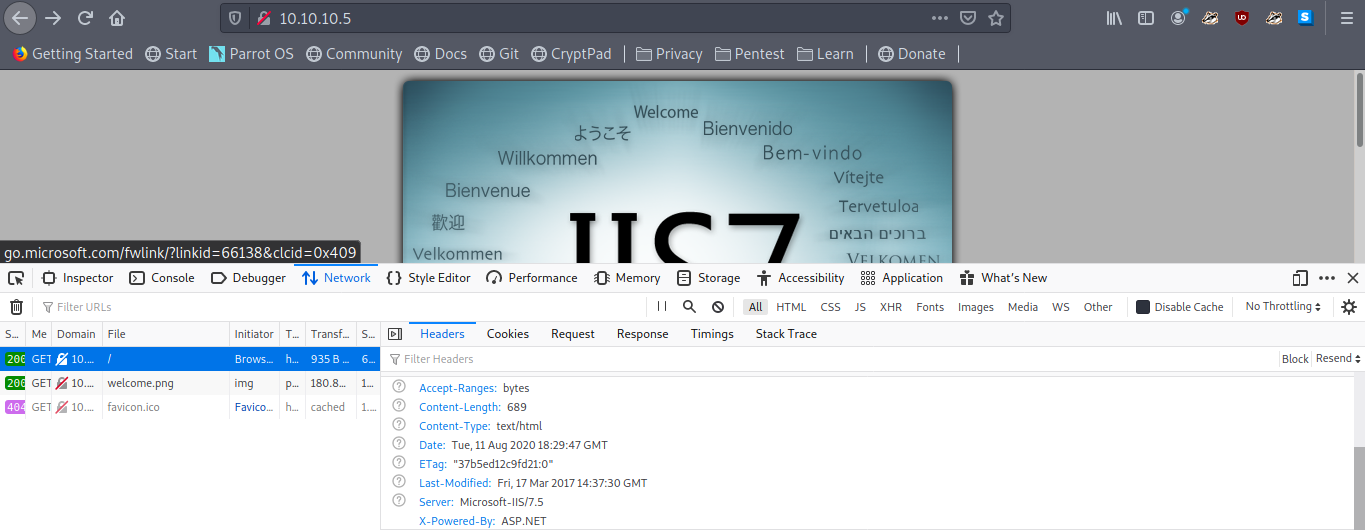 10.10.10.5
Getting Started Start Parrot OS Community Docs Git CryptPad Privacy Pentest Learn Donate
Welcome
ようこそ
Bienvenido
Willkommen
Bem-vindo
Bienvenue
Vítejte
歡迎
Tervetuloa
ברוכים הבאים
Velkommen
VELKOMEN
IIS7
go.microsoft.com/fwlink/?linkid=66138&clcid=0x409
Inspector Console Debugger Network Style Editor Performance Memory Storage Accessibility Application What's New
Filter URLs All HTML CSS JS XHR Fonts Images Media WS Other Disable Cache No Throttling
S... Me Domain File Initiator T... Transf... S... Headers Cookies Request Response Timings Stack Trace
200 GET 10.... / Brows... h... 935 B ... 6... Filter Headers Block Resend
200 GET 10.... welcome.png img p... 180.8... 1...
404 GET 10.... favicon.ico Favico... h... cached 1...
Accept-Ranges: bytes
Content-Length: 689
Content-Type: text/html
Date: Tue, 11 Aug 2020 18:29:47 GMT
ETag: "37b5ed12c9fd21:0"
Last-Modified: Fri, 17 Mar 2017 14:37:30 GMT
Server: Microsoft-IIS/7.5
X-Powered-By: ASP.NET